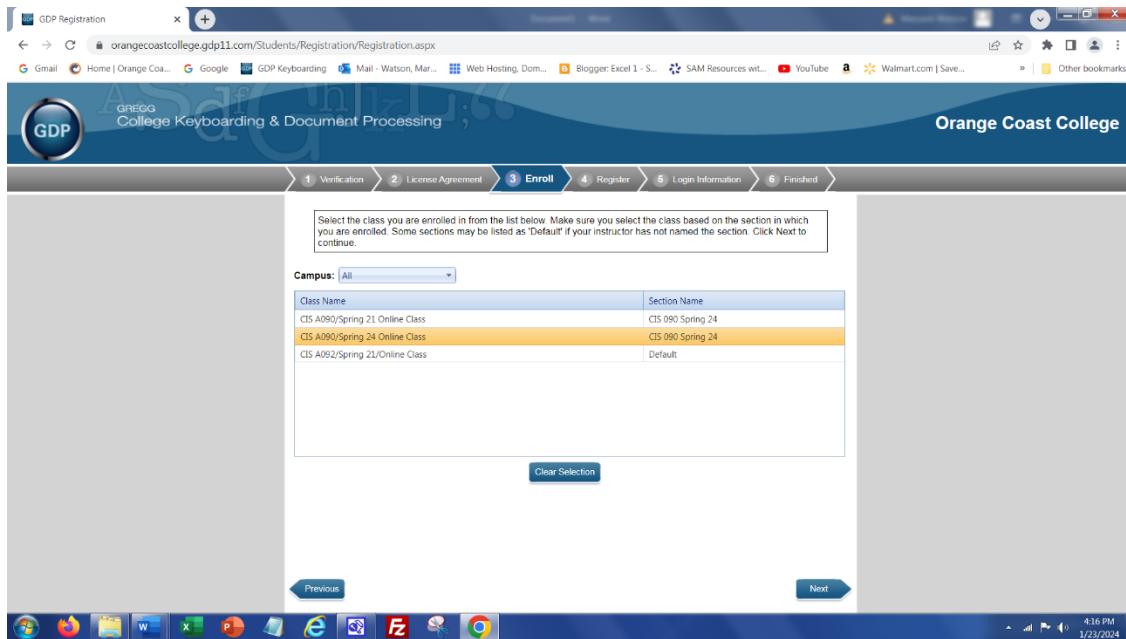 GDP Registration
orangecoastcollege.gdp11.com/Students/Registration/Registration.aspx
Gmail Home | Orange Coa... Google GDP Keyboarding Mail - Watson, Mar... Web Hosting, Dom... Blogger: Excel 1 - S... SAM Resources wit... YouTube Walmart.com | Save... » Other bookmarks
GDP
GREGG
College Keyboarding & Document Processing
Orange Coast College
1 Verification 2 License Agreement 3 Enroll 4 Register 5 Login Information 6 Finished
Select the class you are enrolled in from the list below. Make sure you select the class based on the section in which
you are enrolled. Some sections may be listed as 'Default' if your instructor has not named the section. Click Next to
continue.
Campus: All
Class Name Section Name
CIS A090/Spring 21 Online Class CIS 090 Spring 24
CIS A090/Spring 24 Online Class CIS 090 Spring 24
CIS A092/Spring 21/Online Class Default
Clear Selection
Previous Next
4:16 PM
1/23/2024